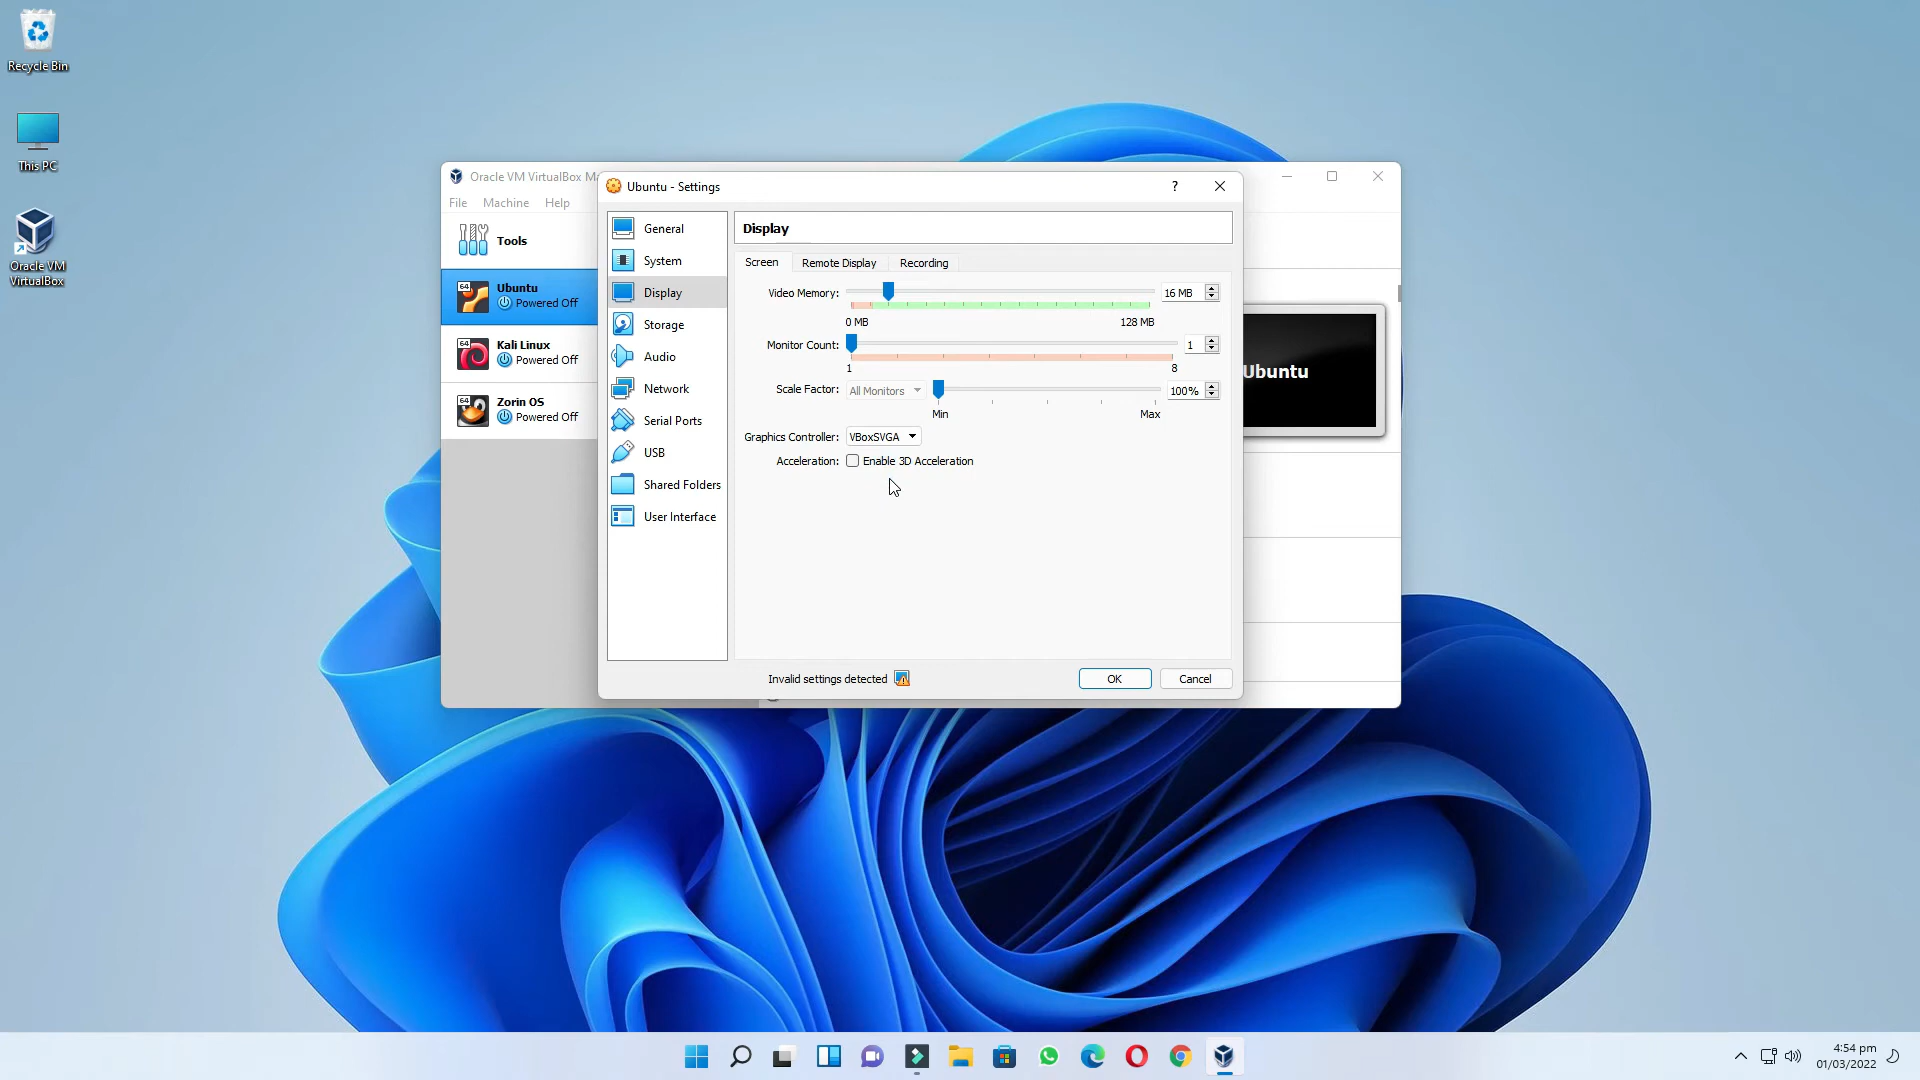 Recycle Bin
This PC
Oracle VM
VirtualBox
Oracle VM VirtualBox Ma
File Machine Help
Tools
64
Ubuntu
Powered Off
64
Kali Linux
Powered Off
64
Zorin OS
Powered Off
Ubuntu - Settings
?
General
System
Display
Storage
Audio
Network
Serial Ports
USB
Shared Folders
User Interface
Display
Screen Remote Display Recording
Video Memory: 16 MB
0 MB 128 MB
Monitor Count: 1
1 8
Scale Factor: All Monitors 100%
Min Max
Graphics Controller: VBoxSVGA
Acceleration: Enable 3D Acceleration
Invalid settings detected
OK Cancel
Ubuntu
4:54 pm
01/03/2022